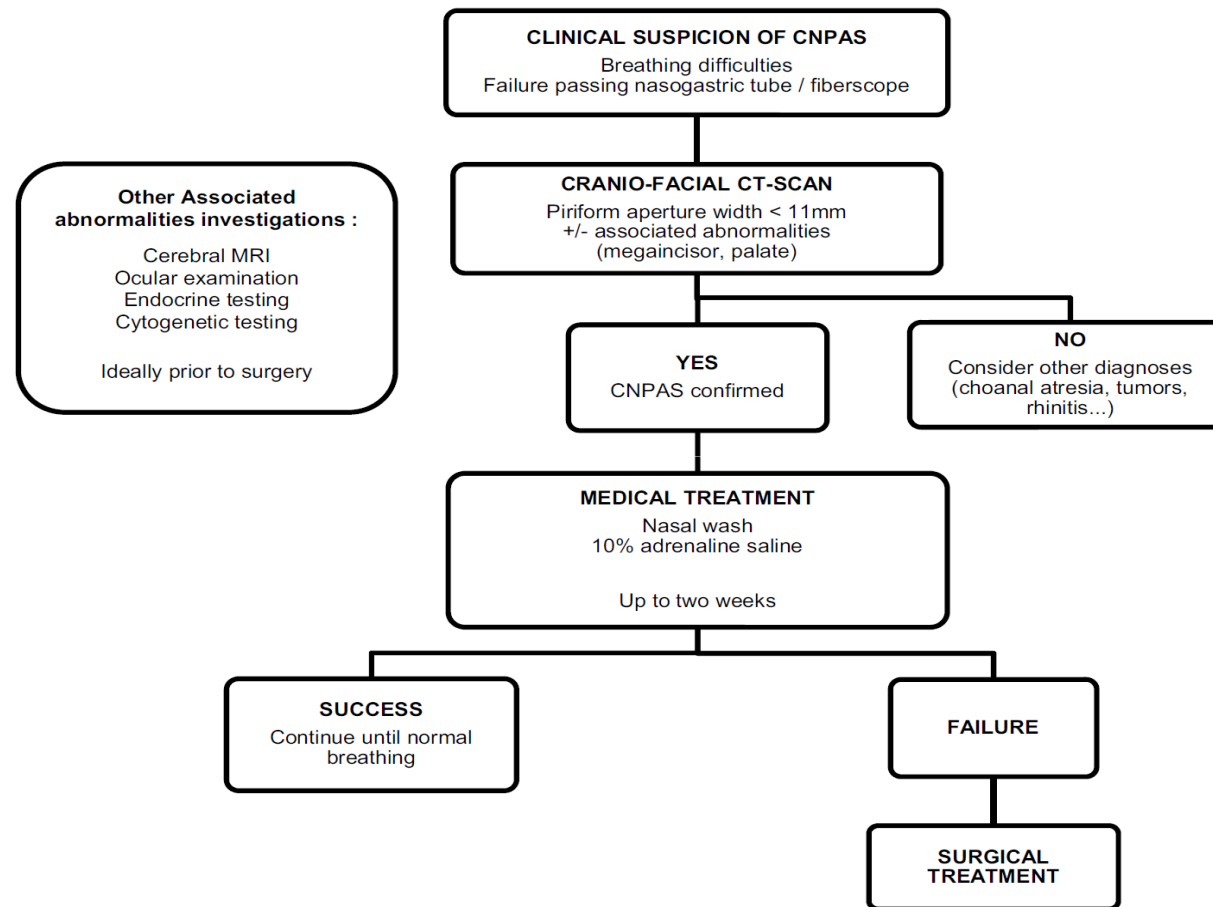 CLINICAL SUSPICION OF CNPAS
Breathing difficulties
Failure passing nasogastric tube / fiberscope
Other Associated
abnormalities investigations :
Cerebral MRI
Ocular examination
Endocrine testing
Cytogenetic testing
Ideally prior to surgery
CRANIO-FACIAL CT-SCAN
Piriform aperture width < 11mm
+/- associated abnormalities
(megaincisor, palate)
YES
CNPAS confirmed
NO
Consider other diagnoses
(choanal atresia, tumors,
rhinitis...)
MEDICAL TREATMENT
Nasal wash
10% adrenaline saline
Up to two weeks
SUCCESS
Continue until normal
breathing
FAILURE
SURGICAL
TREATMENT